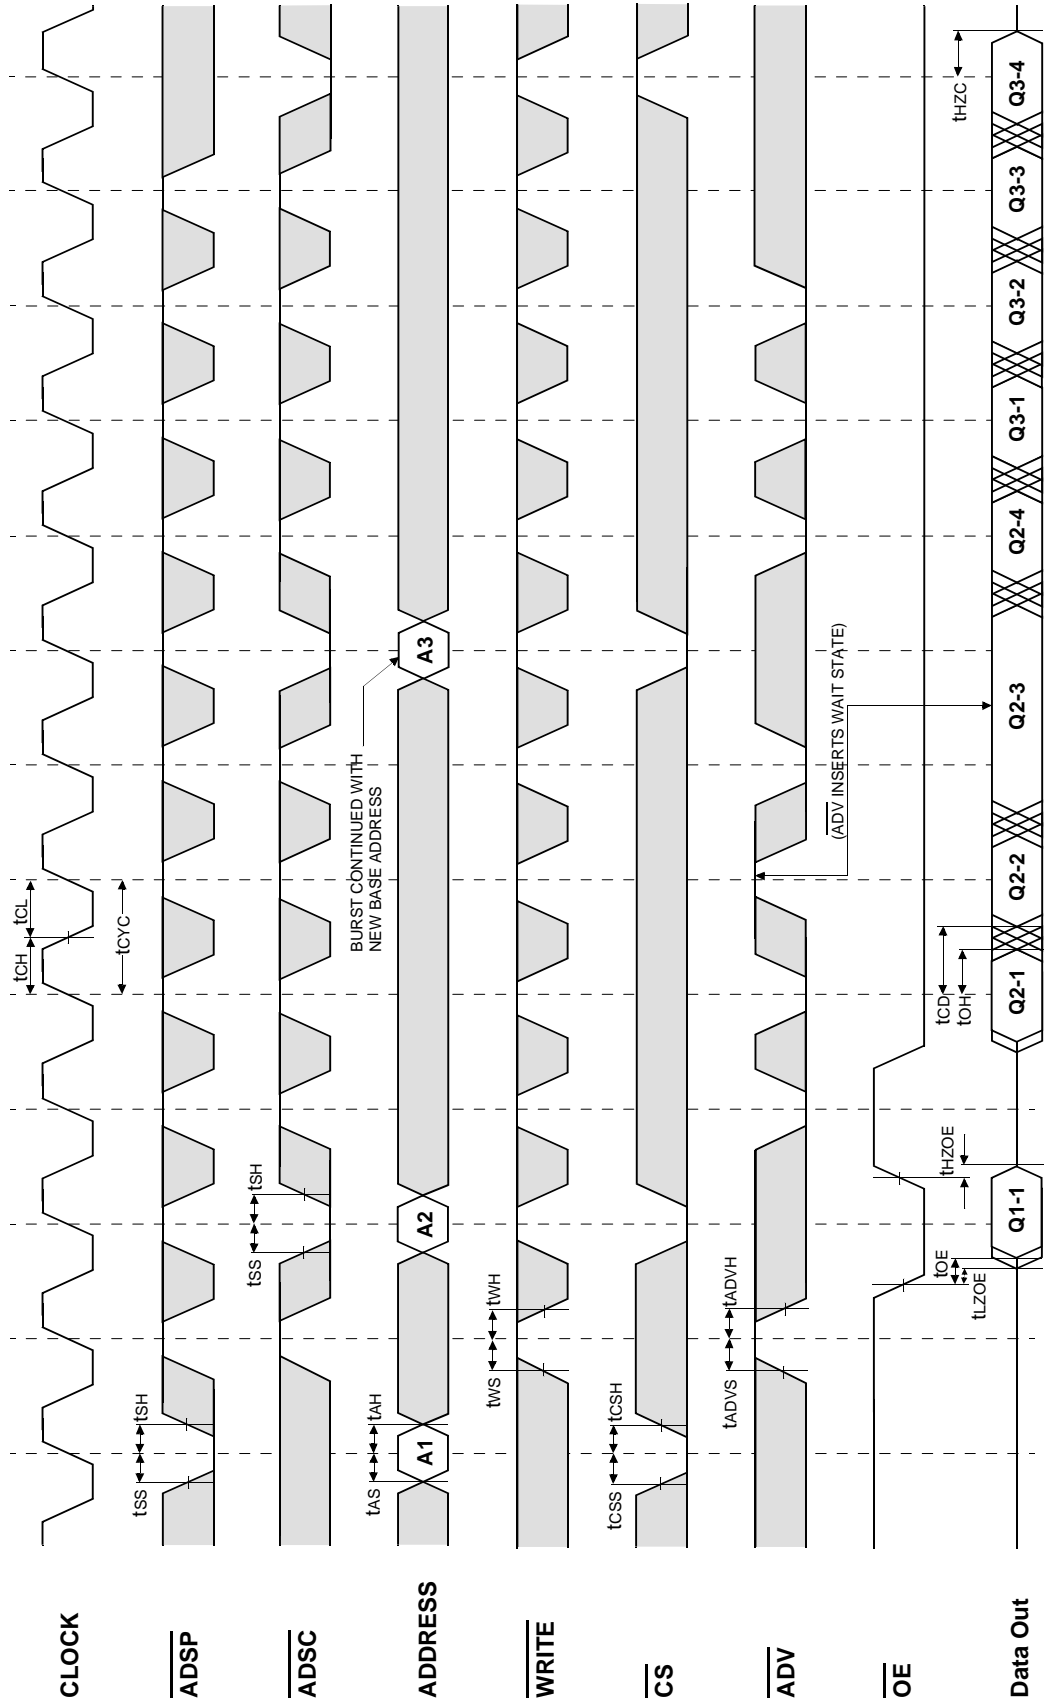 CLOCK
tCH
tCL
tCYC
ADSP
tSS
tSH
ADSC
tSS
tSH
ADDRESS
tAS
tAH
A1
A2
A3
BURST CONTINUED WITH
NEW BASE ADDRESS
WRITE
tWS
tWH
CS
tCSS
tCSH
ADV
tADVS
tADVH
(ADV INSERTS WAIT STATE)
OE
tOE
tLZOE
tHZOE
tCD
tOH
tHZC
Data Out
Q1-1
Q2-1
Q2-2
Q2-3
Q2-4
Q3-1
Q3-2
Q3-3
Q3-4